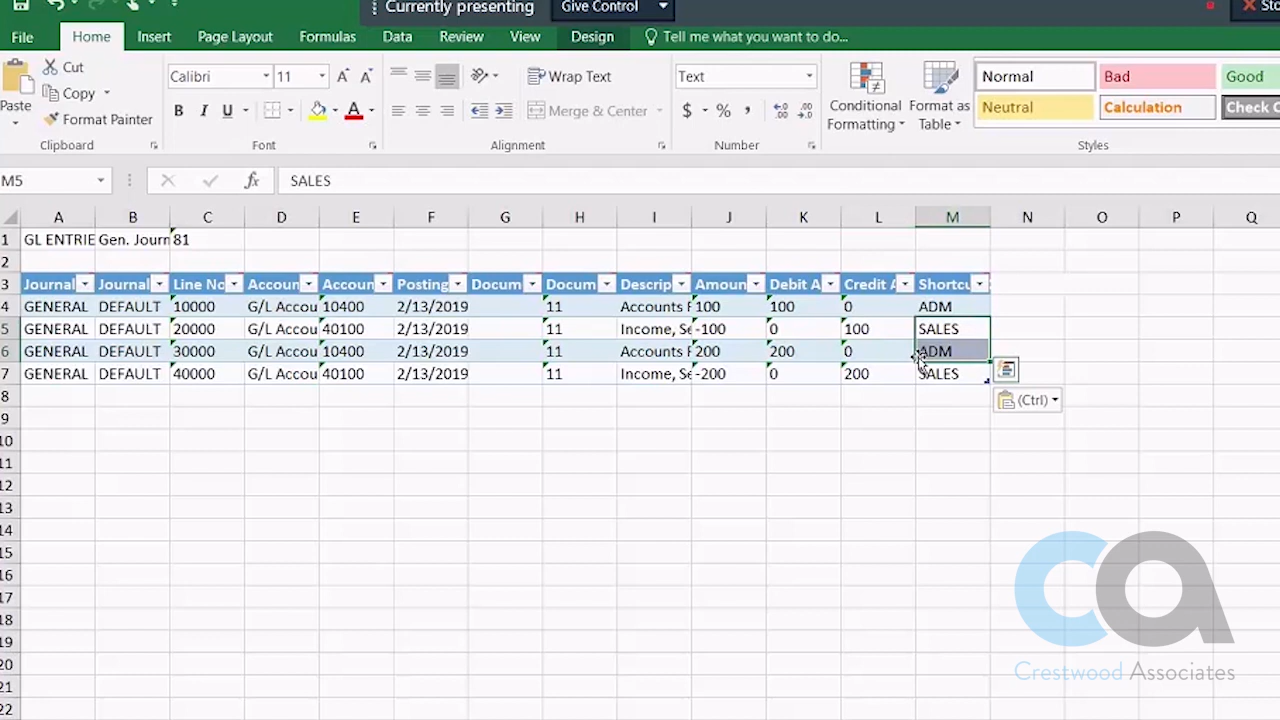 Currently presenting Give Control Sto
File Home Insert Page Layout Formulas Data Review View Design Tell me what you want to do...
Paste Cut Copy Format Painter
Calibri 11
B I U A
Wrap Text
Merge & Center
Text
$ % ,
Conditional Formatting
Format as Table
Normal Bad Good
Neutral Calculation Check C
Clipboard Font Alignment Number Styles
M5 fx SALES
A B C D E F G H I J K L M N O P Q
1 GL ENTRIE Gen. Journ 81
2
3 Journal Journal Line No Accoun Accoun Posting Docum Docum Descrip Amoun Debit A Credit A Shortcu
4 GENERAL DEFAULT 10000 G/L Accou 10400 2/13/2019 11 Accounts 100 100 0 ADM
5 GENERAL DEFAULT 20000 G/L Accou 40100 2/13/2019 11 Income, Se -100 0 100 SALES
6 GENERAL DEFAULT 30000 G/L Accou 10400 2/13/2019 11 Accounts 200 200 0 ADM
7 GENERAL DEFAULT 40000 G/L Accou 40100 2/13/2019 11 Income, Se -200 0 200 SALES
8 (Ctrl)
9
10
11
12
13
14
15
16
17
18
19
20
21
22
ca
Crestwood Associates